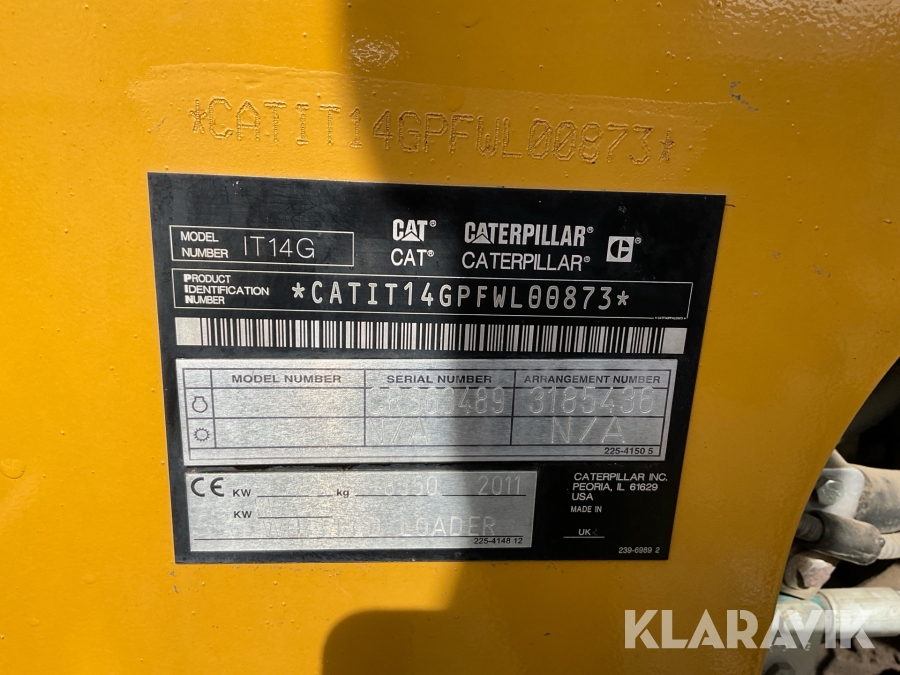 *CATIT14GPFWL00873*
MODEL NUMBER IT14G
CAT® CATERPILLAR®
CAT® CATERPILLAR®
PRODUCT IDENTIFICATION NUMBER *CATIT14GPFWL00873*
MODEL NUMBER SERIAL NUMBER ARRANGEMENT NUMBER
3185436
N/A N/A
225-4150 5
CE KW kg 2011
KW LOADER
225-4148 12
CATERPILLAR INC.
PEORIA, IL 61629
USA
MADE IN
UK
239-6989 2
KLARAVIK